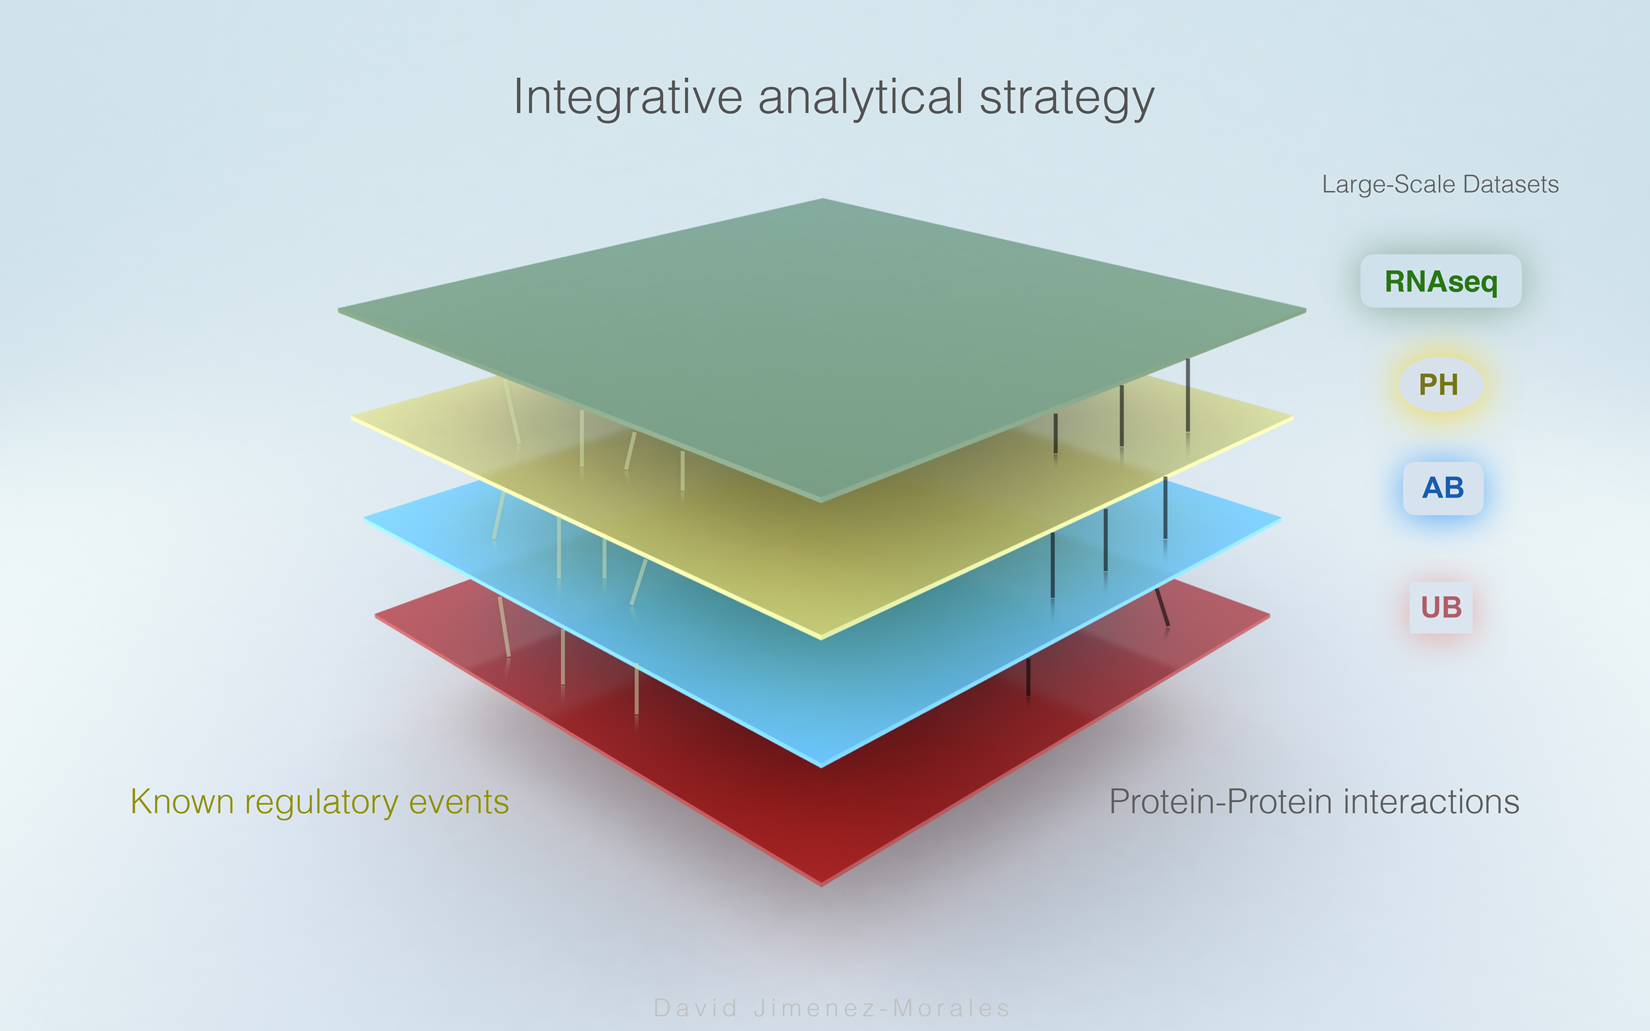 Integrative analytical strategy
Large-Scale Datasets
RNAseq
PH
AB
UB
Known regulatory events
Protein-Protein interactions
David Jimenez-Morales